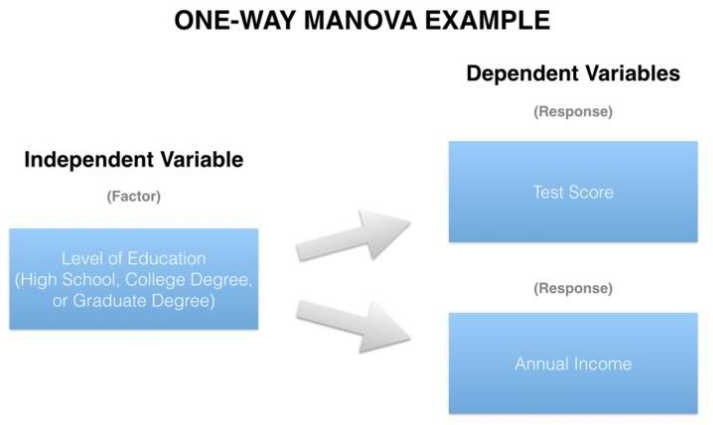 ONE-WAY MANOVA EXAMPLE
Independent Variable
(Factor)
Level of Education
(High School, College Degree,
or Graduate Degree)
Dependent Variables
(Response)
Test Score
(Response)
Annual Income